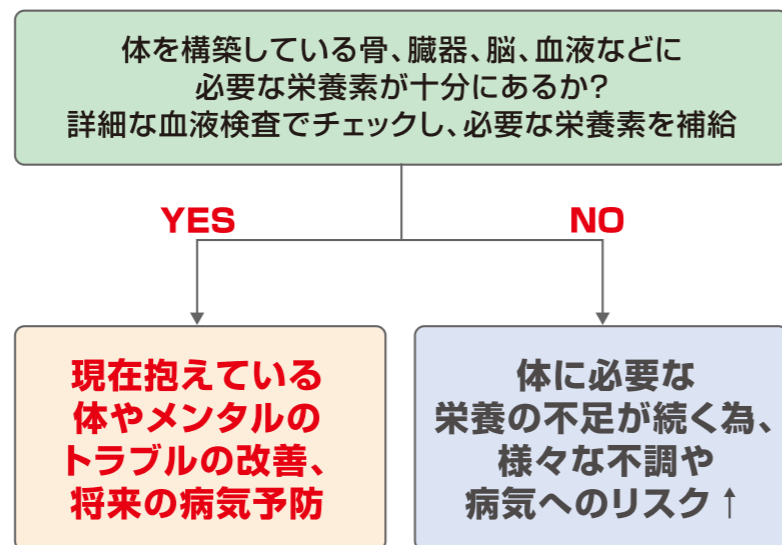 体を構築している骨、臓器、脳、血液などに
必要な栄養素が十分にあるか?
詳細な血液検査でチェックし、必要な栄養素を補給
YES
NO
現在抱えている
体やメンタルの
トラブルの改善、
将来の病気予防
体に必要な
栄養の不足が続く為、
様々な不調や
病気へのリスク↑